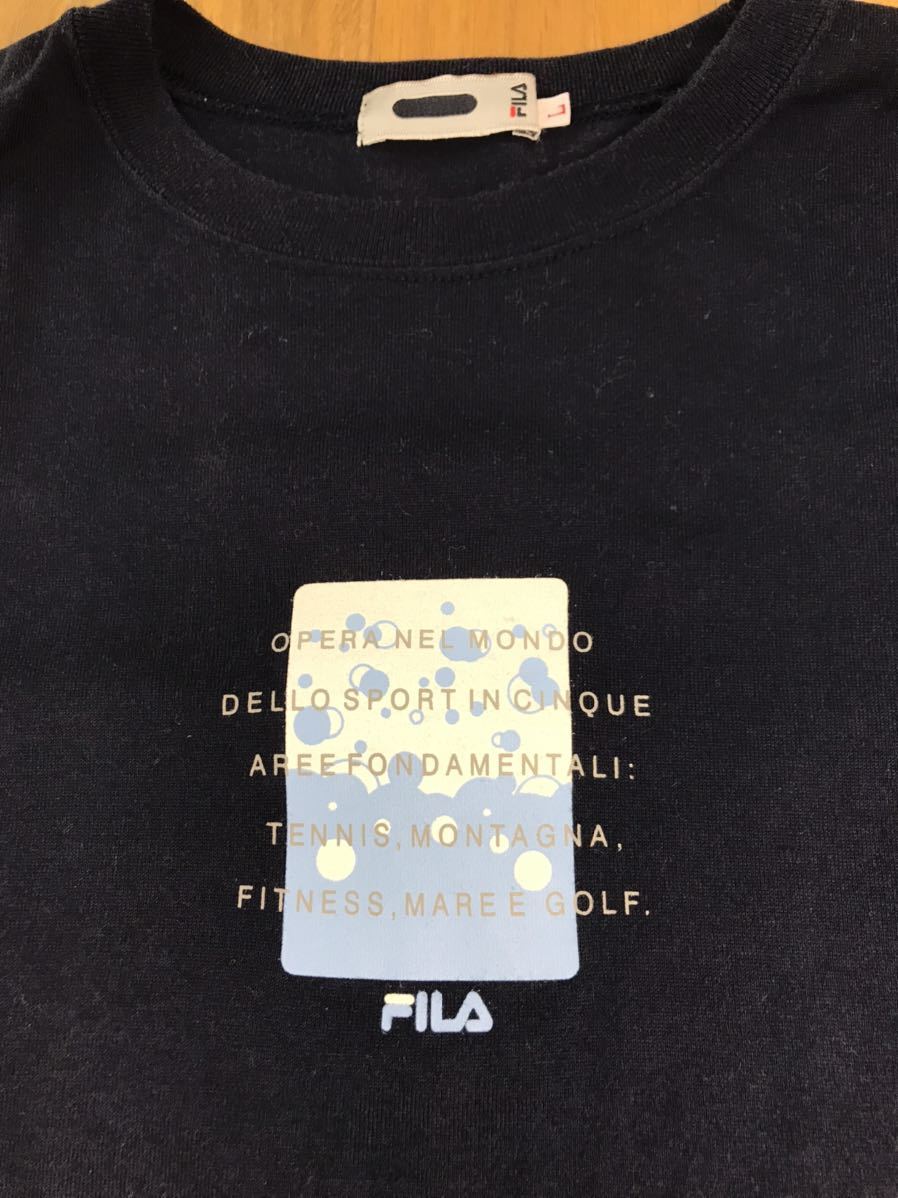 FILA
L
OPERA NEL MONDO
DELLO SPORT IN CINQUE
AREE FONDAMENTALI:
TENNIS, MONTAGNA,
FITNESS, MARE E GOLF.
FILA